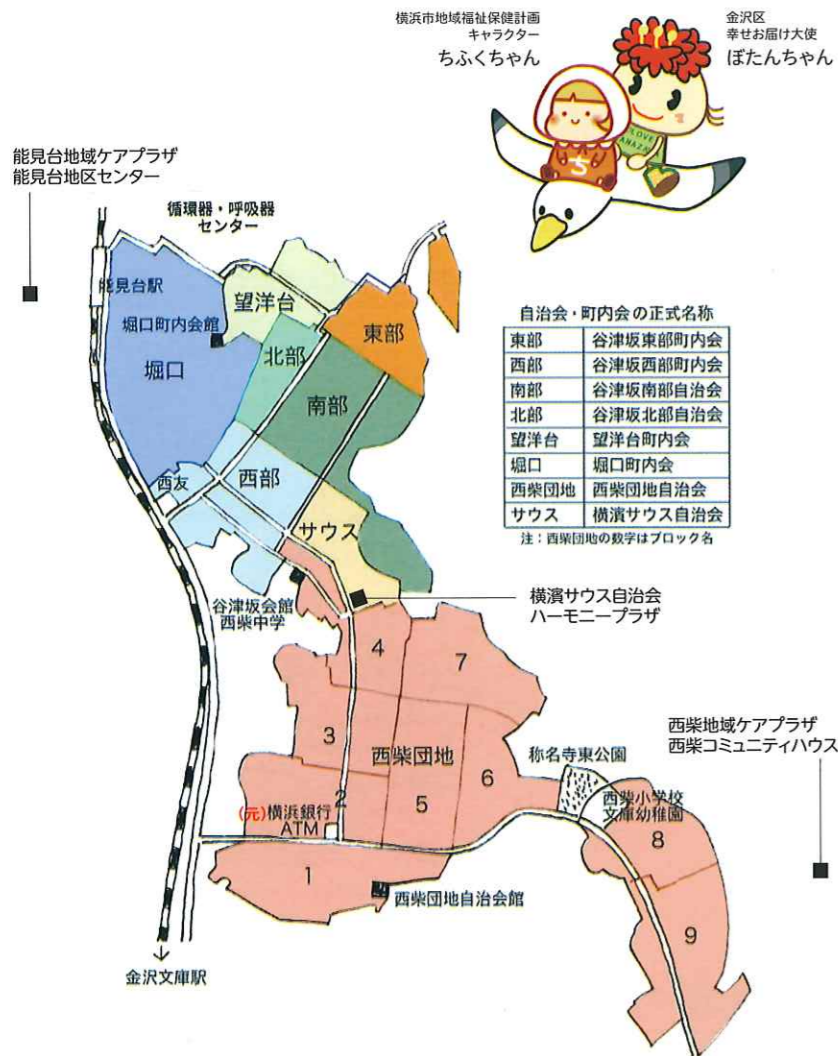 横浜市地域福祉保健計画
キャラクター
ちふくちゃん
金沢区
幸せお届け大使
ぼたんちゃん
LOVE
ち
能見台地域ケアプラザ
能見台地区センター
循環器・呼吸器
センター
能見台駅
望洋台
東部
堀口町内会館
北部
堀口
南部
西友
西部
サウス
谷津坂会館
西柴中学
横濱サウス自治会
ハーモニープラザ
自治会・町内会の正式名称
東部 谷津坂東部町内会
西部 谷津坂西部町内会
南部 谷津坂南部自治会
北部 谷津坂北部自治会
望洋台 望洋台町内会
堀口 堀口町内会
西柴団地 西柴団地自治会
サウス 横濱サウス自治会
注：西柴団地の数字はブロック名
4
7
3
西柴団地
6
2
5
(元)横浜銀行
ATM
1
西柴団地自治会館
称名寺東公園
西柴小学校
文庫幼稚園
8
9
西柴地域ケアプラザ
西柴コミュニティハウス
金沢文庫駅